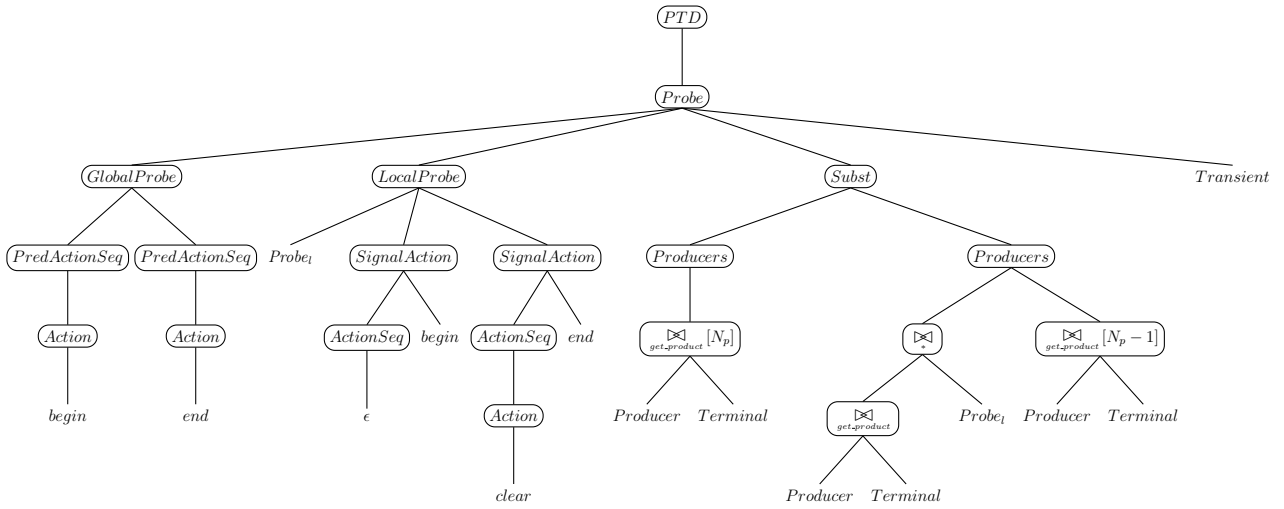 PTD
Probe
GlobalProbe LocalProbe Subst Transient
PredActionSeq PredActionSeq Probe_l SignalAction SignalAction Producers Producers
Action Action ActionSeq begin ActionSeq end ⋈ get_product [N_p] ⋈ * ⋈ get_product [N_p − 1]
begin end ϵ Action Producer Terminal ⋈ get_product Probe_l Producer Terminal
clear Producer Terminal